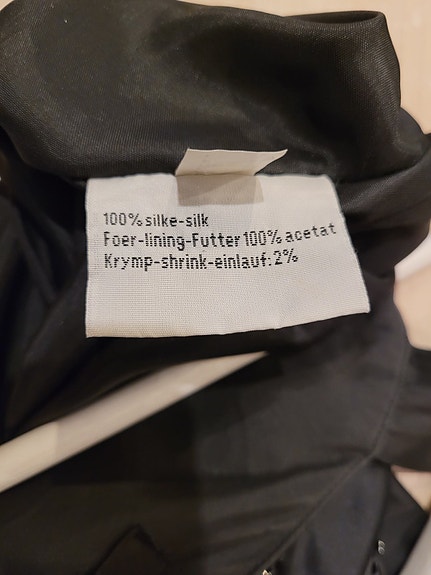 100% silke-silk
Foer-lining-Futter 100% acetat
Krymp-shrink-einlauf: 2%